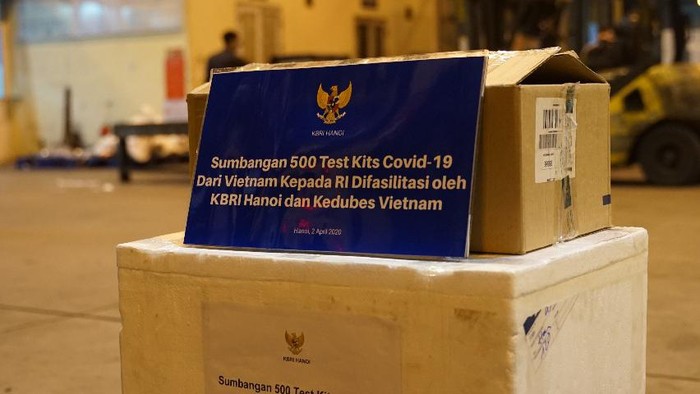 KBRI HANOI
Sumbangan 500 Test Kits Covid-19
Dari Vietnam Kepada RI Difasilitasi oleh
KBRI Hanoi dan Kedubes Vietnam
Hanoi, 2 April 2020
KBRI HANOI
Sumbangan 500 Test